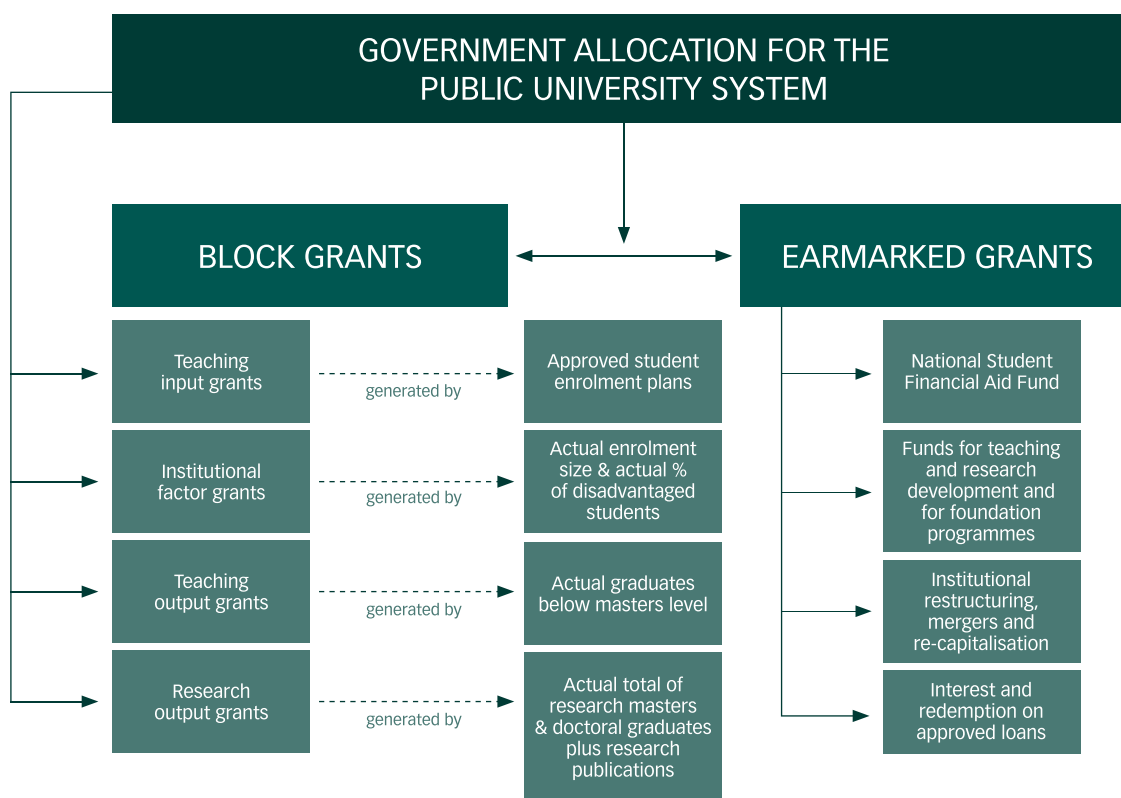 GOVERNMENT ALLOCATION FOR THE
PUBLIC UNIVERSITY SYSTEM
BLOCK GRANTS
EARMARKED GRANTS
Teaching
input grants
generated by
Approved student
enrolment plans
Institutional
factor grants
generated by
Actual enrolment
size & actual %
of disadvantaged
students
Teaching
output grants
generated by
Actual graduates
below masters level
Research
output grants
generated by
Actual total of
research masters
& doctoral graduates
plus research
publications
National Student
Financial Aid Fund
Funds for teaching
and research
development and
for foundation
programmes
Institutional
restructuring,
mergers and
re-capitalisation
Interest and
redemption on
approved loans